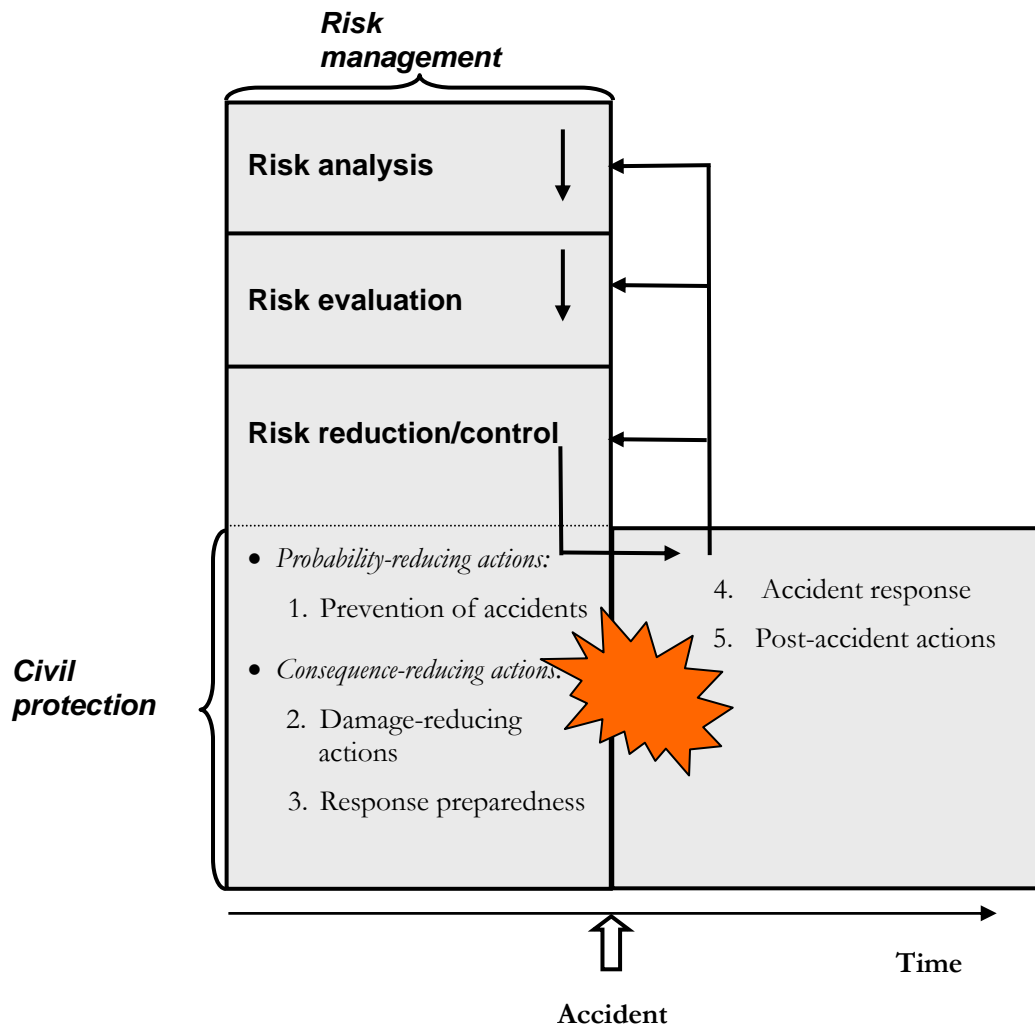 Risk
management
Risk analysis
Risk evaluation
Risk reduction/control
• Probability-reducing actions:
1. Prevention of accidents
• Consequence-reducing actions:
2. Damage-reducing
actions
3. Response preparedness
4. Accident response
5. Post-accident actions
Civil
protection
Time
Accident